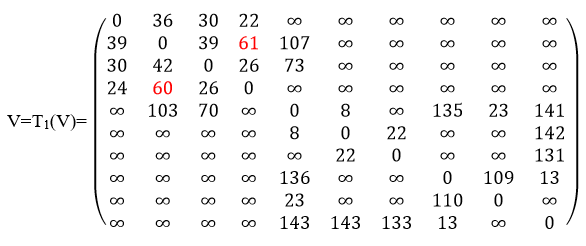 0 36 30 22 ∞ ∞ ∞ ∞ ∞ ∞
39 0 39 61 107 ∞ ∞ ∞ ∞ ∞
30 42 0 26 73 ∞ ∞ ∞ ∞ ∞
24 60 26 0 ∞ ∞ ∞ ∞ ∞ ∞
∞ 103 70 ∞ 0 8 ∞ 135 23 141
V=T₁(V)=
∞ ∞ ∞ ∞ 8 0 22 ∞ ∞ 142
∞ ∞ ∞ ∞ ∞ 22 0 ∞ ∞ 131
∞ ∞ ∞ ∞ 136 ∞ ∞ 0 109 13
∞ ∞ ∞ ∞ 23 ∞ ∞ 110 0 ∞
∞ ∞ ∞ ∞ 143 143 133 13 ∞ 0